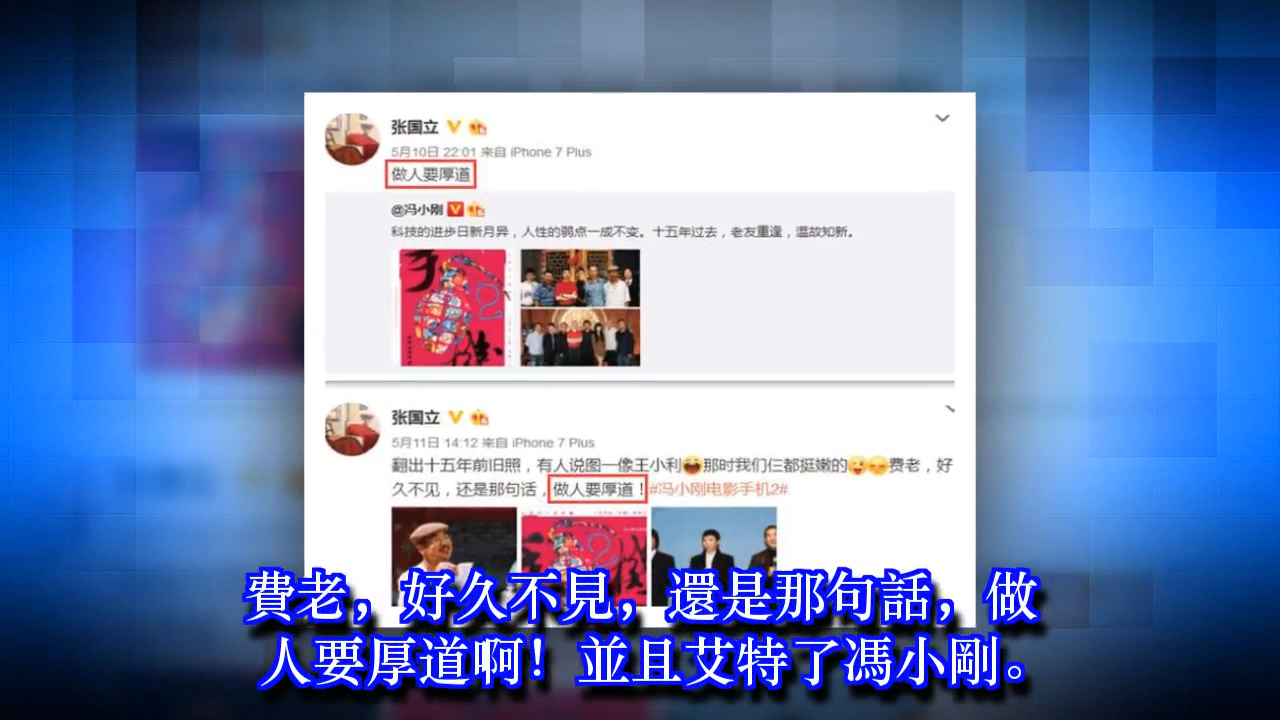 张国立
5月10日 22:01 来自 iPhone 7 Plus
做人要厚道
@冯小刚
科技的进步日新月异，人性的弱点一成不变。十五年过去，老友重逢，温故知新。
手机2
张国立
5月11日 14:12 来自 iPhone 7 Plus
翻出十五年前旧照，有人说图一像王小利😄那时我们仨都挺嫩的😜😊费老，好
久不见，还是那句话，做人要厚道！#冯小刚电影手机2#
費老，好久不見，還是那句話，做
人要厚道啊！並且艾特了馮小剛。